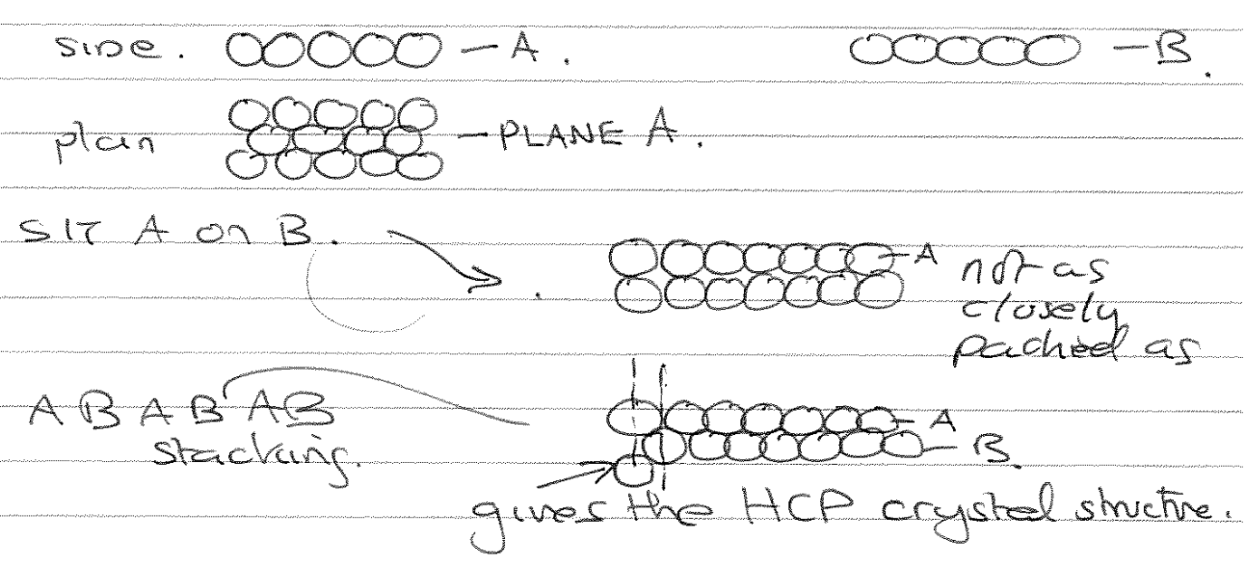 SIDE. – A. – B.
plan – PLANE A.
SIT A on B.
– A not as
closely
packed as
A B A B A B – A
stacking. – B.
gives the HCP crystal structure.